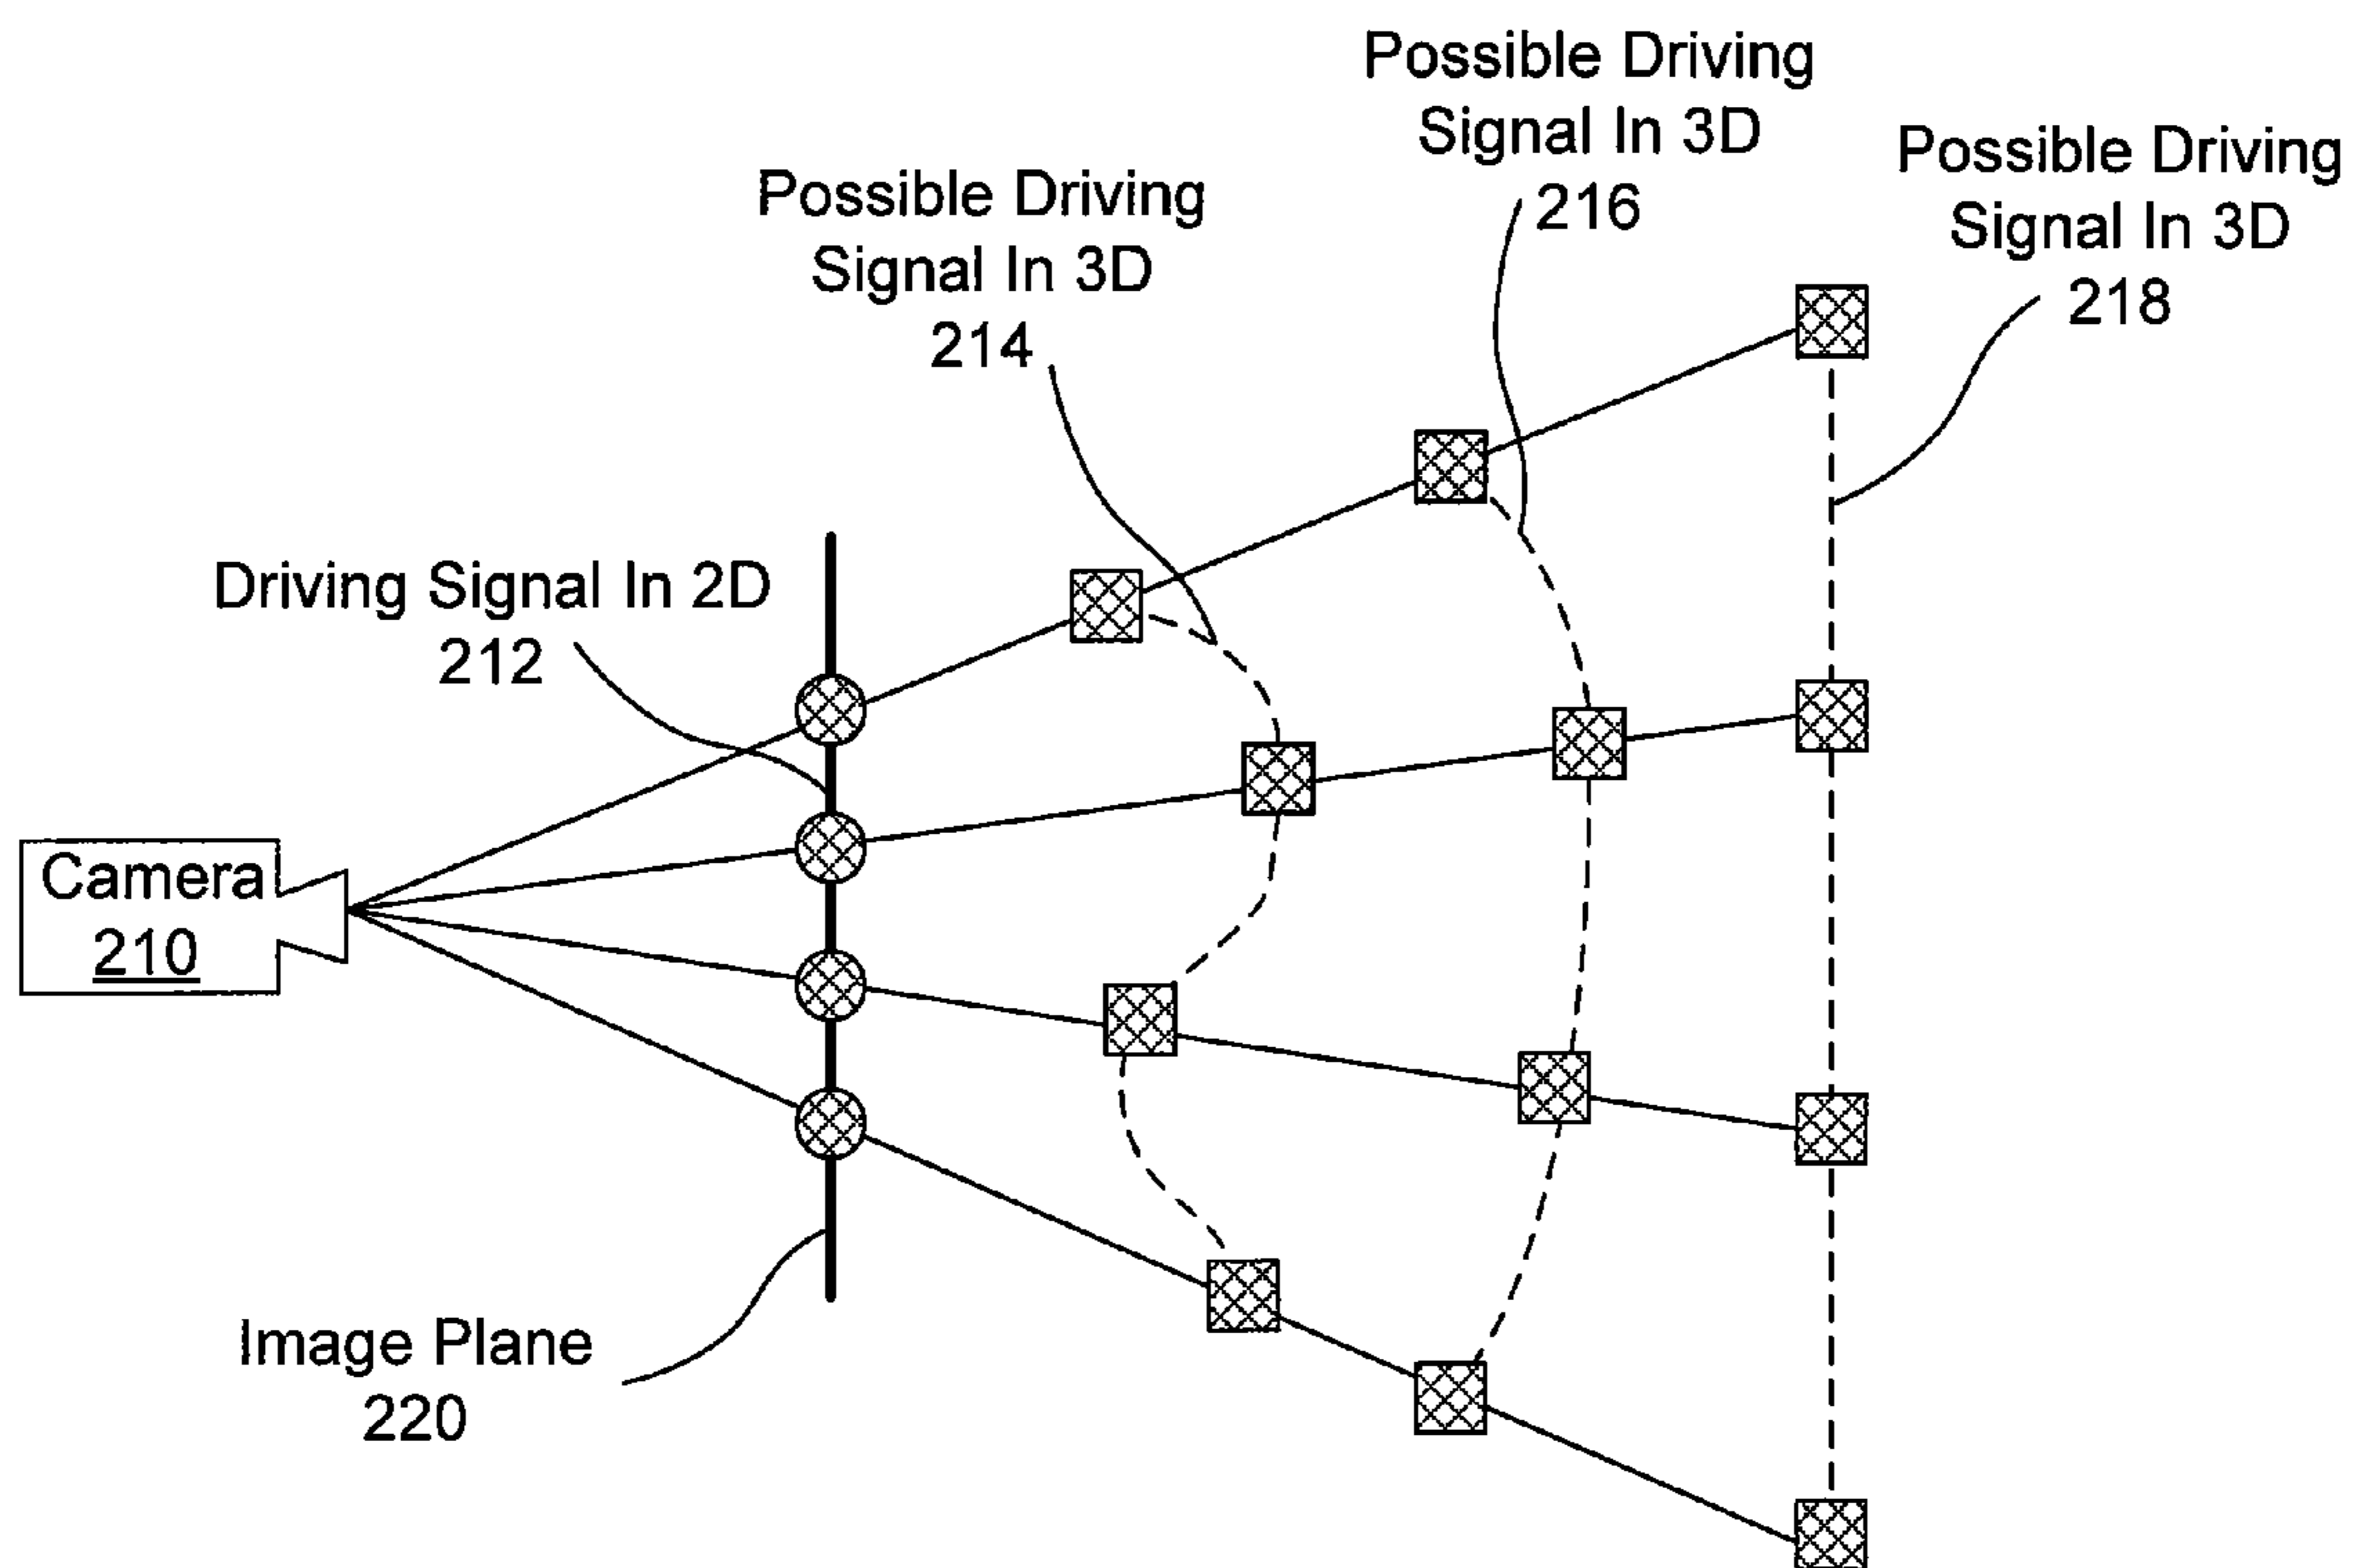 Possible Driving
Signal In 3D
216
Possible Driving
Signal In 3D
218
Possible Driving
Signal In 3D
214
Driving Signal In 2D
212
Camera
210
Image Plane
220